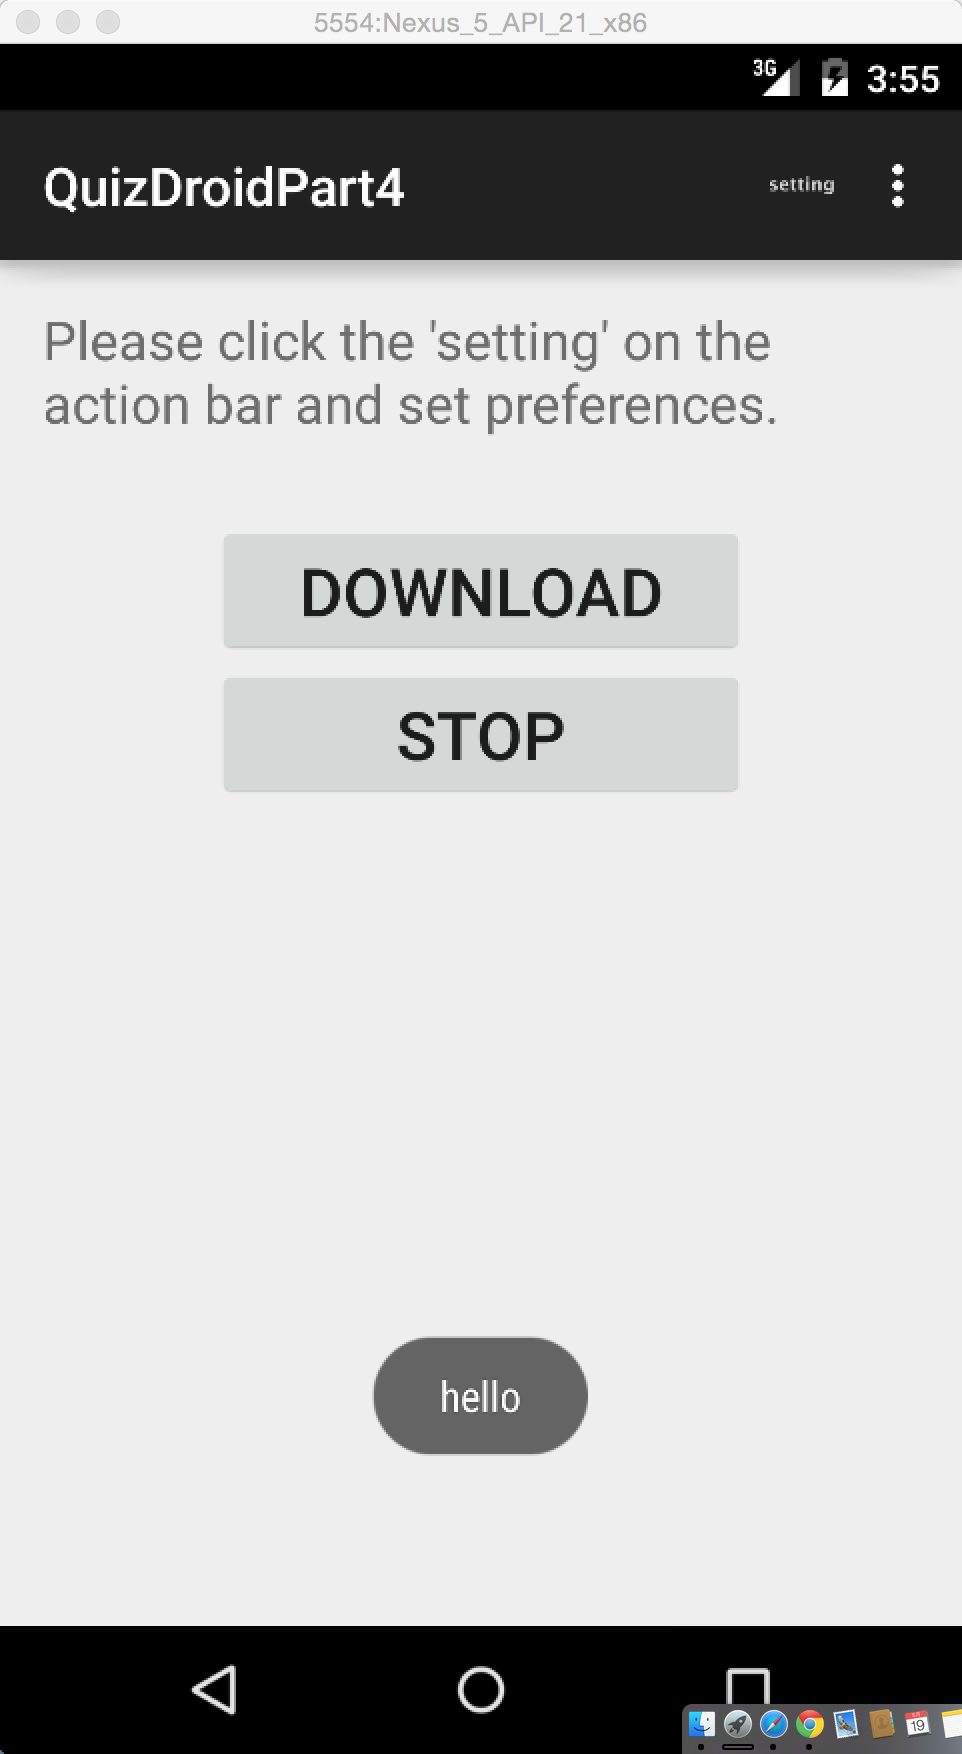 5554:Nexus_5_API_21_x86
3G 3:55
QuizDroidPart4 setting
Please click the 'setting' on the
action bar and set preferences.
DOWNLOAD
STOP
hello
19